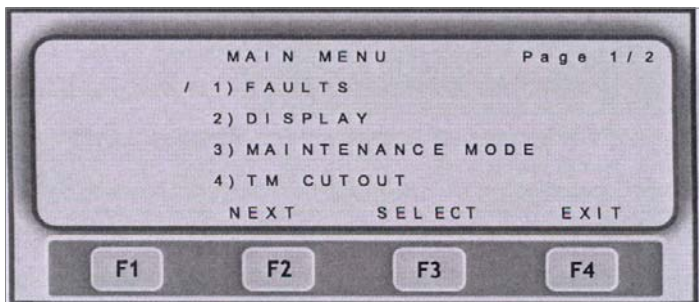 MAIN MENU Page 1/2
/ 1) FAULTS
2) DISPLAY
3) MAINTENANCE MODE
4) TM CUTOUT
NEXT SELECT EXIT
F1 F2 F3 F4